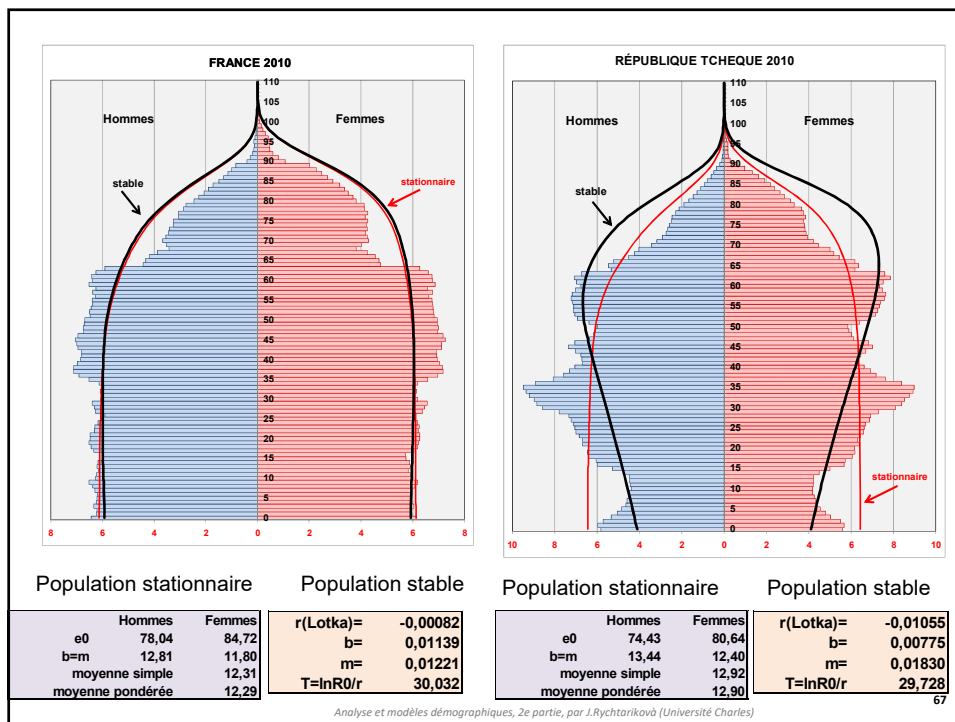 FRANCE 2010
110
105
100
95
90
85
80
75
70
65
60
55
50
45
40
35
30
25
20
15
10
5
0
Hommes
Femmes
stable
stationnaire
8 6 4 2 0 2 4 6 8
RÉPUBLIQUE TCHEQUE 2010
110
105
100
95
90
85
80
75
70
65
60
55
50
45
40
35
30
25
20
15
10
5
0
Hommes
Femmes
stable
stationnaire
10 8 6 4 2 0 2 4 6 8 10
Population stationnaire
Hommes Femmes
e0 78,04 84,72
b=m 12,81 11,80
moyenne simple 12,31
moyenne pondérée 12,29
Population stable
r(Lotka)= -0,00082
b= 0,01139
m= 0,01221
T=lnR0/r 30,032
Population stationnaire
Hommes Femmes
e0 74,43 80,64
b=m 13,44 12,40
moyenne simple 12,92
moyenne pondérée 12,90
Population stable
r(Lotka)= -0,01055
b= 0,00775
m= 0,01830
T=lnR0/r 29,728
67
Analyse et modèles démographiques, 2e partie, par J.Rychtarikovà (Université Charles)